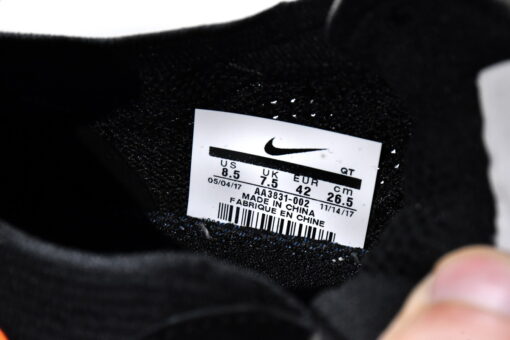 QT
US UK EUR cm
8.5 7.5 42 26.5
05/04/17 AA3831-002 11/14/17
MADE IN CHINA
FABRIQUE EN CHINE